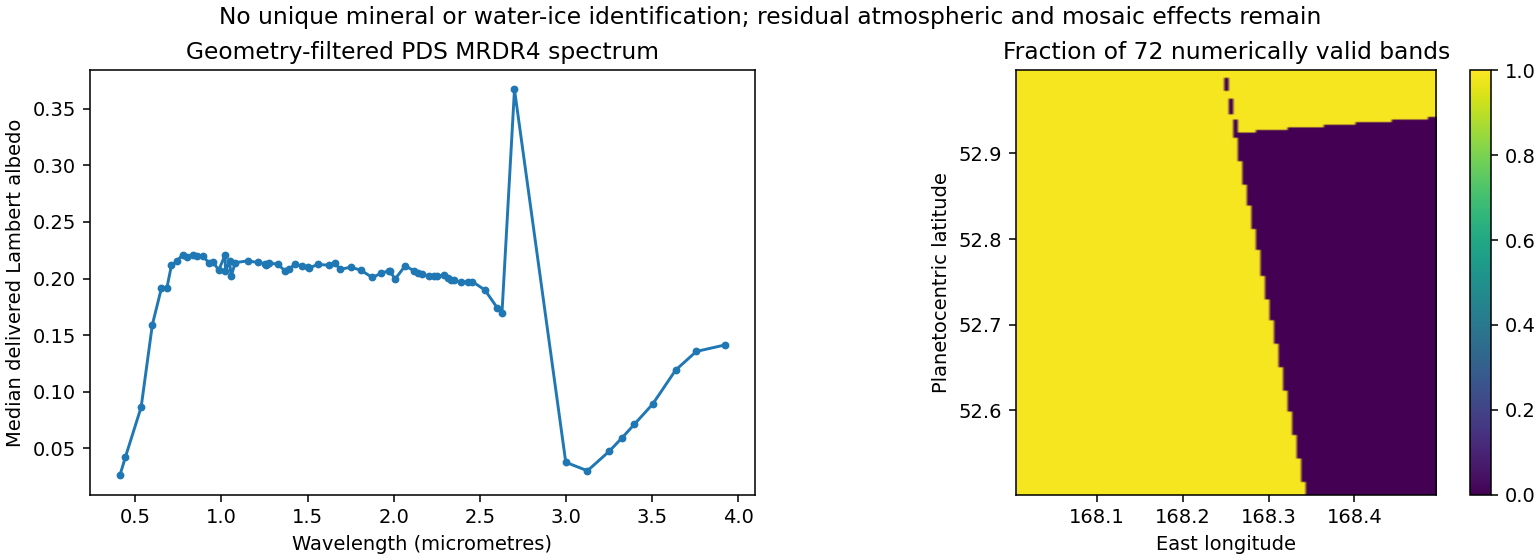 No unique mineral or water-ice identification; residual atmospheric and mosaic effects remain
Geometry-filtered PDS MRDR4 spectrum
Median delivered Lambert albedo
0.35
0.30
0.25
0.20
0.15
0.10
0.05
0.5 1.0 1.5 2.0 2.5 3.0 3.5 4.0
Wavelength (micrometres)
Fraction of 72 numerically valid bands
Planetocentric latitude
52.9
52.8
52.7
52.6
168.1 168.2 168.3 168.4
East longitude
1.0
0.8
0.6
0.4
0.2
0.0